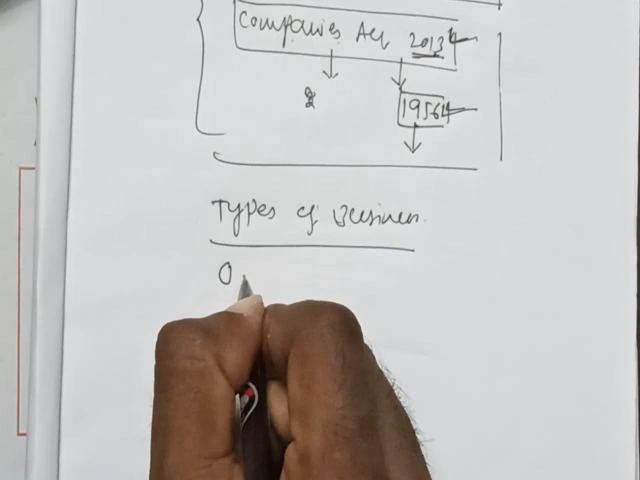 Companies Act 2013
1956
Types of Business.
O